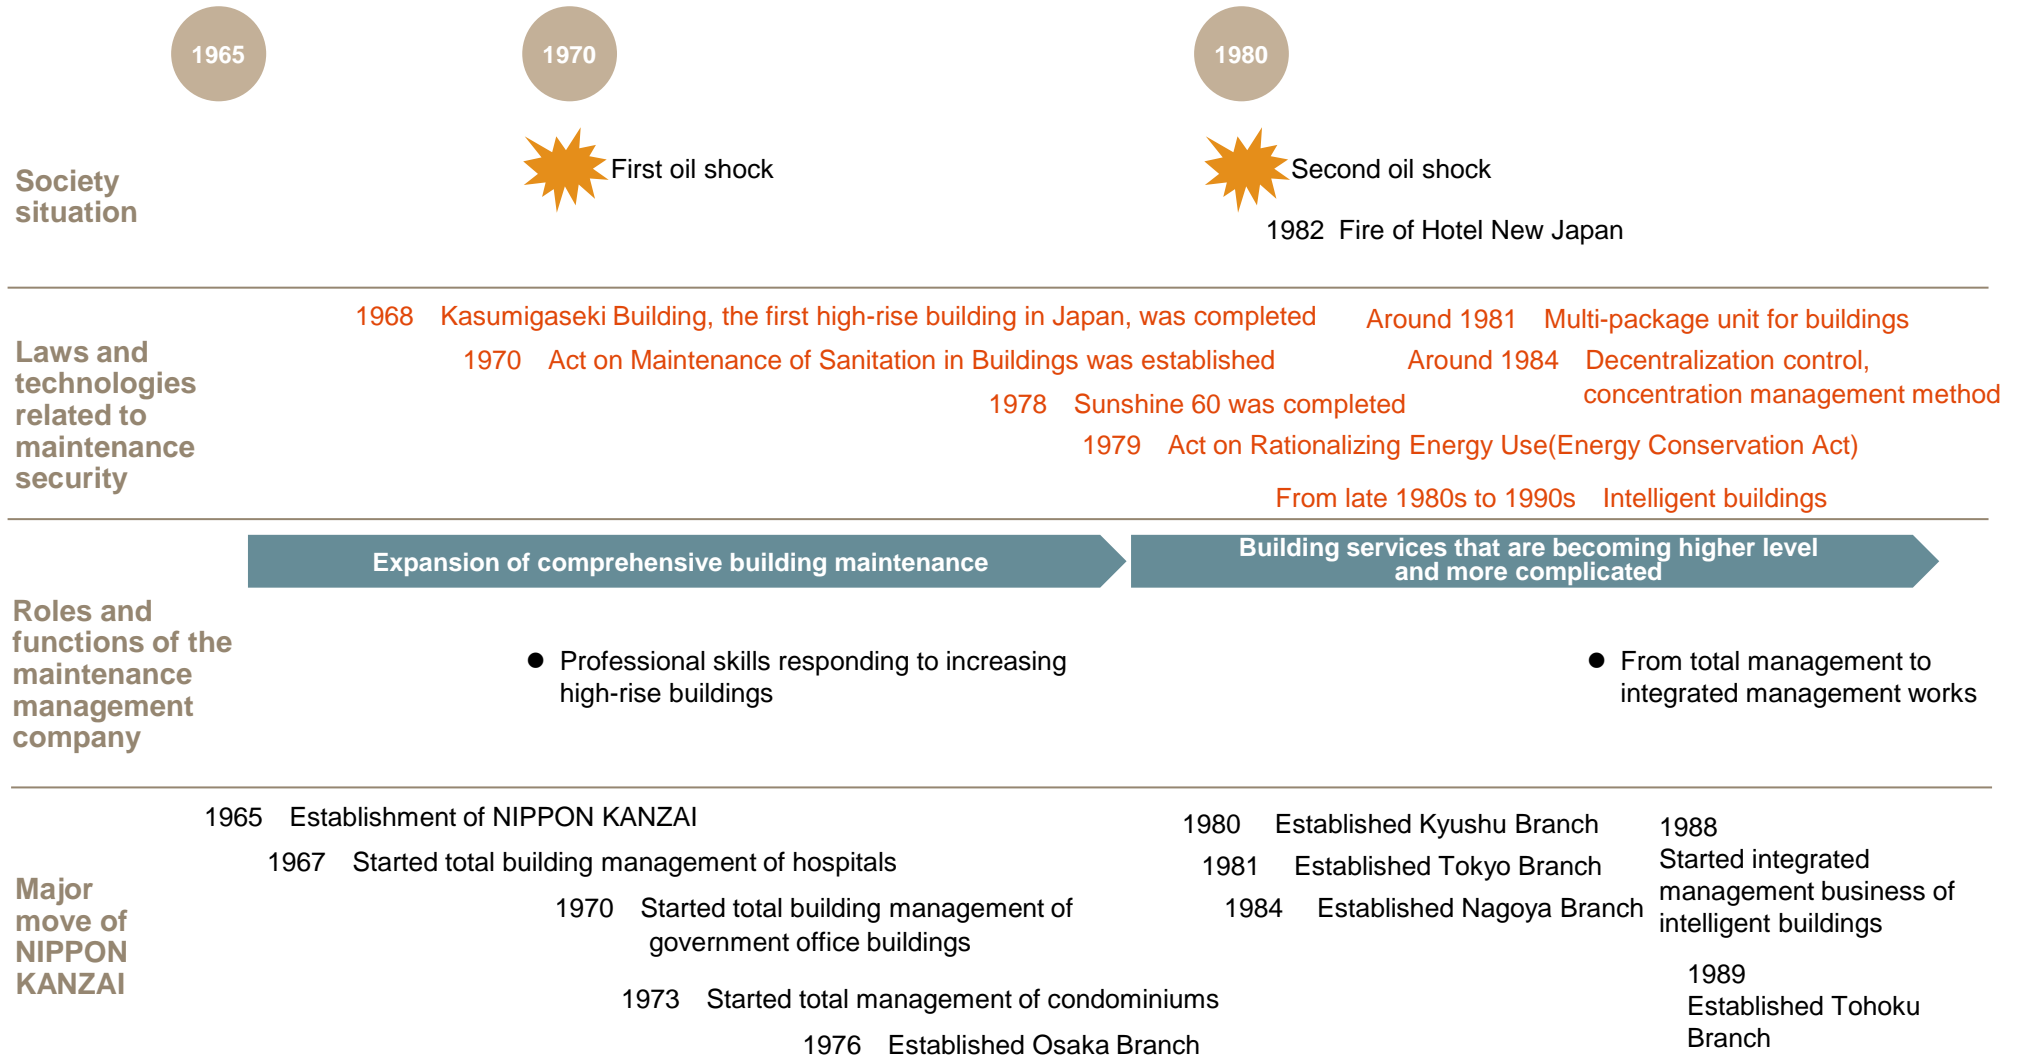 1965
1970
1980
Society
situation
First oil shock
Second oil shock
1982 Fire of Hotel New Japan
Laws and
technologies
related to
maintenance
security
1968 Kasumigaseki Building, the first high-rise building in Japan, was completed
1970 Act on Maintenance of Sanitation in Buildings was established
1978 Sunshine 60 was completed
1979 Act on Rationalizing Energy Use(Energy Conservation Act)
Around 1981 Multi-package unit for buildings
Around 1984 Decentralization control,
concentration management method
From late 1980s to 1990s Intelligent buildings
Roles and
functions of the
maintenance
management
company
Expansion of comprehensive building maintenance
Building services that are becoming higher level
and more complicated
● Professional skills responding to increasing
high-rise buildings
● From total management to
integrated management works
Major
move of
NIPPON
KANZAI
1965 Establishment of NIPPON KANZAI
1967 Started total building management of hospitals
1970 Started total building management of
government office buildings
1973 Started total management of condominiums
1976 Established Osaka Branch
1980 Established Kyushu Branch
1981 Established Tokyo Branch
1984 Established Nagoya Branch
1988
Started integrated
management business of
intelligent buildings
1989
Established Tohoku
Branch